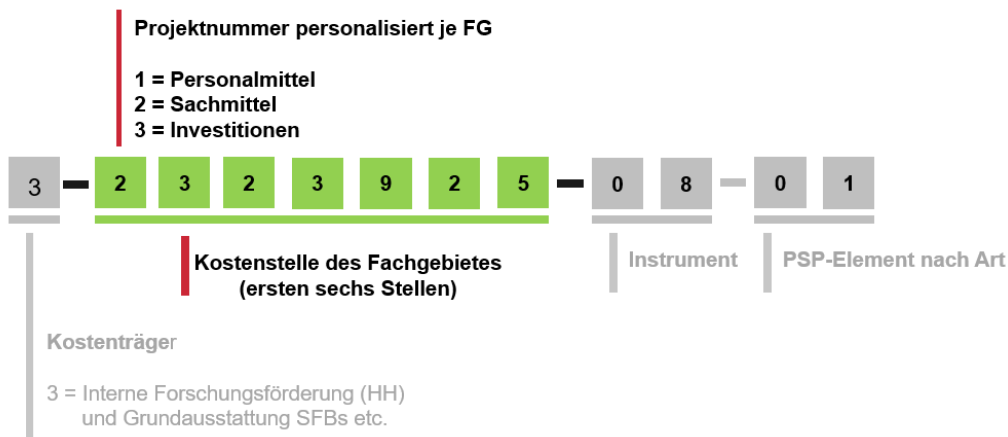 Projektnummer personalisiert je FG
1 = Personalmittel
2 = Sachmittel
3 = Investitionen
3 – 2 3 2 3 9 2 5 – 0 8 – 0 1
Kostenstelle des Fachgebietes
(ersten sechs Stellen)
Instrument
PSP-Element nach Art
Kostenträger
3 = Interne Forschungsförderung (HH)
und Grundausstattung SFBs etc.